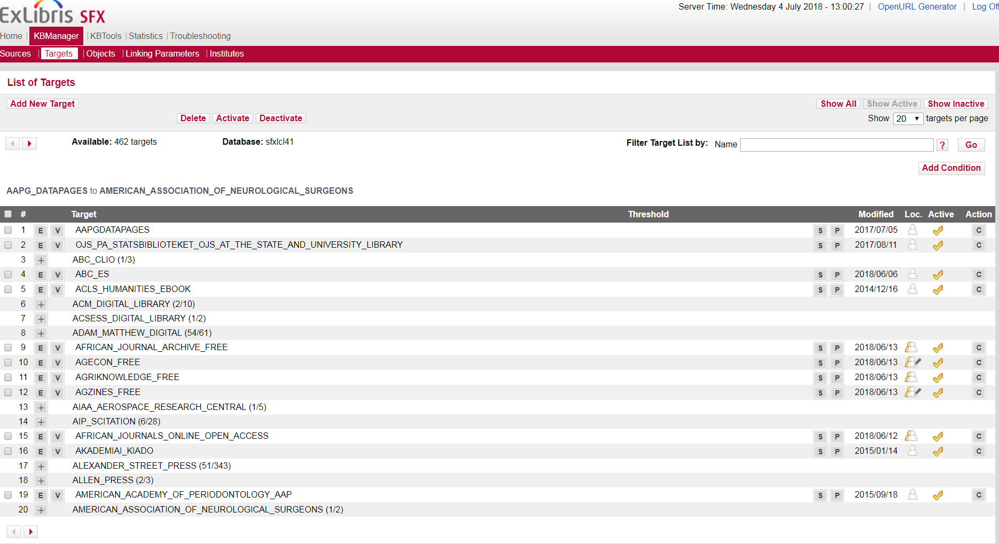 Server Time: Wednesday 4 July 2018 - 13:00:27 | OpenURL Generator | Log Off
ExLibris SFX
Home | KBManager | KBTools | Statistics | Troubleshooting
Sources | Targets | Objects | Linking Parameters | Institutes
List of Targets
Add New Target
Show All Show Active Show Inactive
Delete Activate Deactivate
Show 20 targets per page
Available: 462 targets Database: sfxlcl41 Filter Target List by: Name ? Go
Add Condition
AAPG_DATAPAGES to AMERICAN_ASSOCIATION_OF_NEUROLOGICAL_SURGEONS
# Target Threshold Modified Loc. Active Action
1 E V AAPGDATAPAGES S P 2017/07/05 C
2 E V OJS_PA_STATSBIBLIOTEKET_OJS_AT_THE_STATE_AND_UNIVERSITY_LIBRARY S P 2017/08/11 C
3 + ABC_CLIO (1/3)
4 E V ABC_ES S P 2018/06/06 C
5 E V ACLS_HUMANITIES_EBOOK S P 2014/12/16 C
6 + ACM_DIGITAL_LIBRARY (2/10)
7 + ACSESS_DIGITAL_LIBRARY (1/2)
8 + ADAM_MATTHEW_DIGITAL (54/61)
9 E V AFRICAN_JOURNAL_ARCHIVE_FREE S P 2018/06/13 C
10 E V AGECON_FREE S P 2018/06/13 C
11 E V AGRIKNOWLEDGE_FREE S P 2018/06/13 C
12 E V AGZINES_FREE S P 2018/06/13 C
13 + AIAA_AEROSPACE_RESEARCH_CENTRAL (1/5)
14 + AIP_SCITATION (6/28)
15 E V AFRICAN_JOURNALS_ONLINE_OPEN_ACCESS S P 2018/06/12 C
16 E V AKADEMIAI_KIADO S P 2015/01/14 C
17 + ALEXANDER_STREET_PRESS (51/343)
18 + ALLEN_PRESS (2/3)
19 E V AMERICAN_ACADEMY_OF_PERIODONTOLOGY_AAP S P 2015/09/18 C
20 + AMERICAN_ASSOCIATION_OF_NEUROLOGICAL_SURGEONS (1/2)